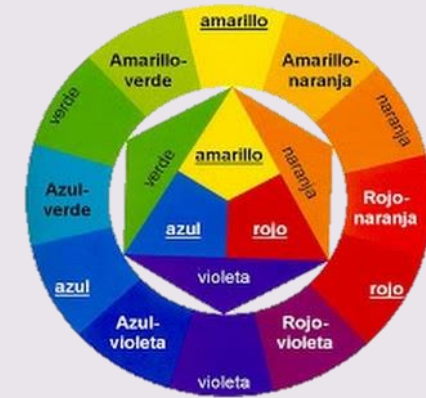 amarillo
Amarillo-
verde
Amarillo-
naranja
verde
naranja
amarillo
verde
naranja
Azul-
verde
Rojo-
naranja
azul
rojo
violeta
azul
rojo
Azul-
violeta
Rojo-
violeta
violeta